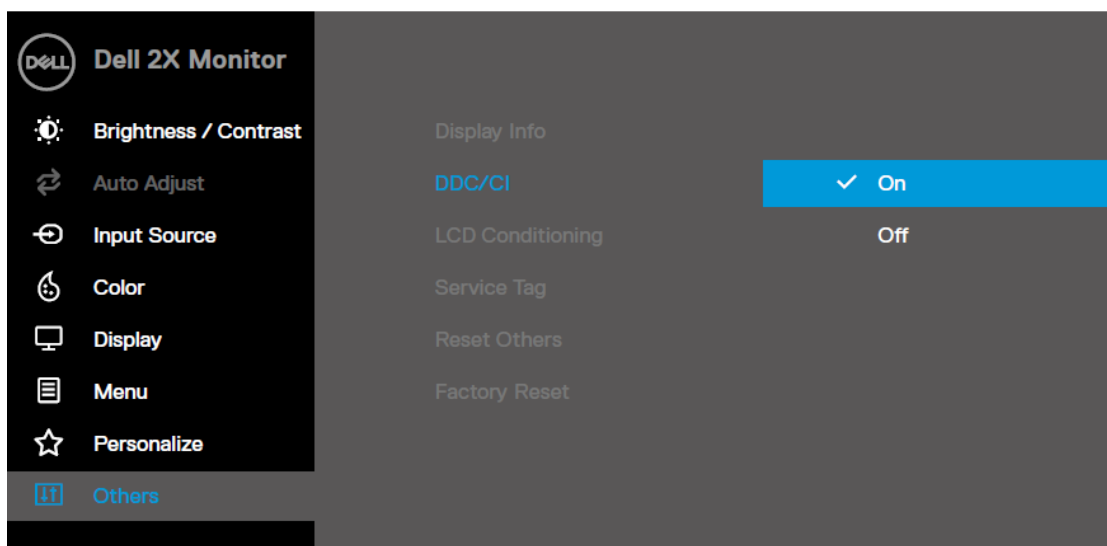 DELL Dell 2X Monitor
Brightness / Contrast
Auto Adjust
Input Source
Color
Display
Menu
Personalize
Others
Display Info
DDC/CI
LCD Conditioning
Service Tag
Reset Others
Factory Reset
On
Off